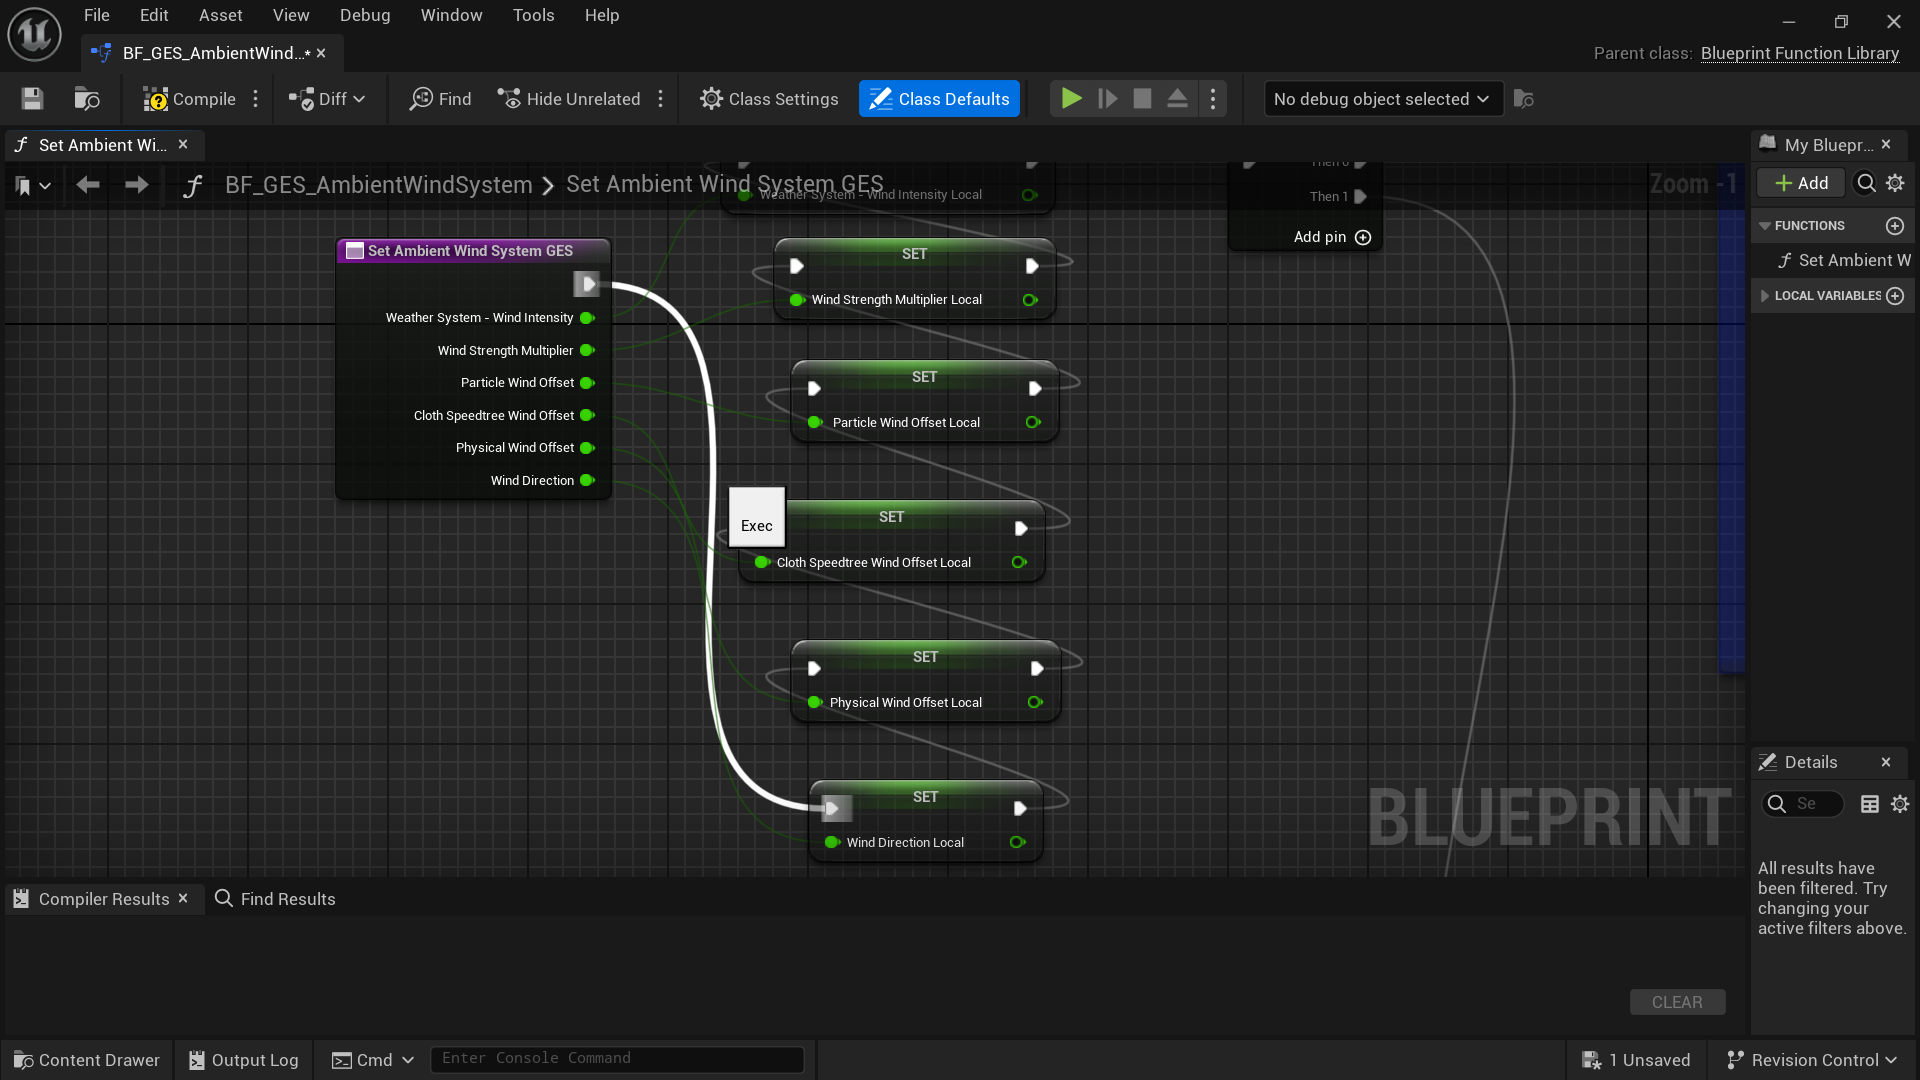 File Edit Asset View Debug Window Tools Help
BF_GES_AmbientWind...*
Parent class: Blueprint Function Library
Compile
Diff
Find
Hide Unrelated
Class Settings
Class Defaults
No debug object selected
Set Ambient Wi...
My Bluepr...
BF_GES_AmbientWindSystem > Set Ambient Wind System GES
Zoom -1
Add
Weather System - Wind Intensity Local
Then 0
Then 1
Add pin
FUNCTIONS
Set Ambient W
LOCAL VARIABLES
Set Ambient Wind System GES
Weather System - Wind Intensity
Wind Strength Multiplier
Particle Wind Offset
Cloth Speedtree Wind Offset
Physical Wind Offset
Wind Direction
SET
Wind Strength Multiplier Local
SET
Particle Wind Offset Local
Exec
SET
Cloth Speedtree Wind Offset Local
SET
Physical Wind Offset Local
SET
Wind Direction Local
BLUEPRINT
Details
Se
All results have
been filtered. Try
changing your
active filters above.
Compiler Results
Find Results
CLEAR
Content Drawer
Output Log
Cmd
Enter Console Command
1 Unsaved
Revision Control